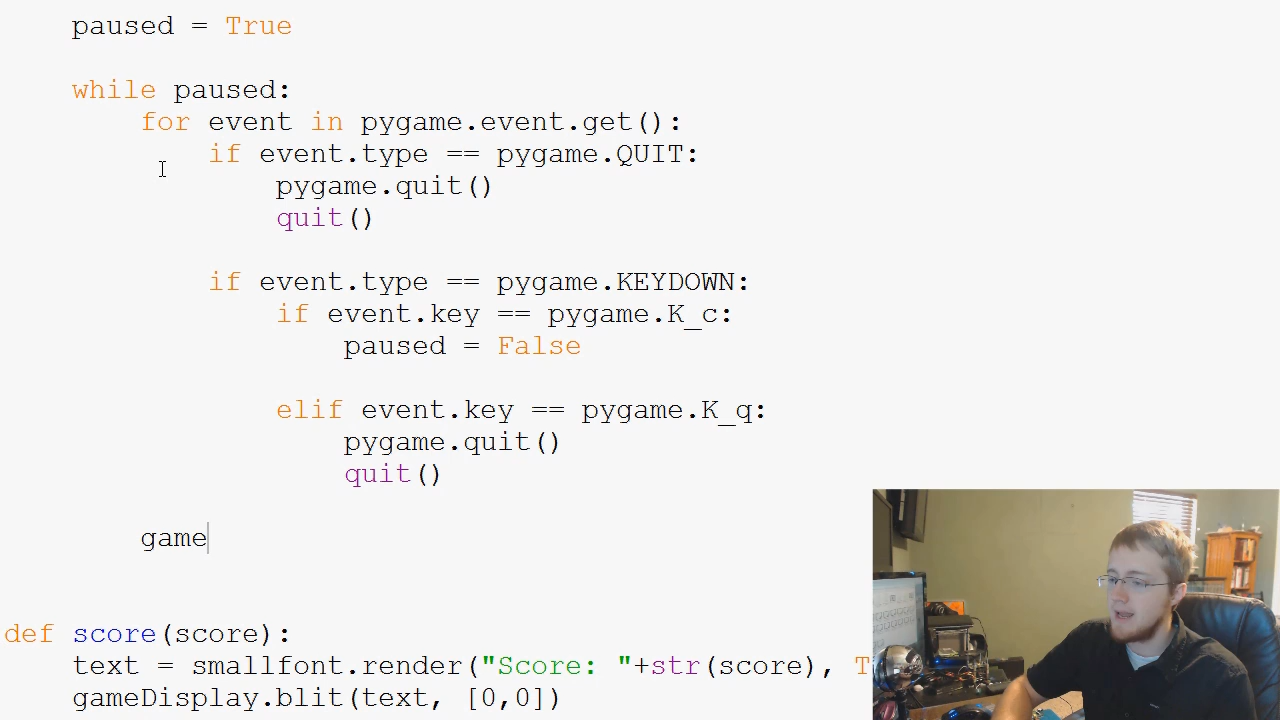 paused = True
while paused:
for event in pygame.event.get():
if event.type == pygame.QUIT:
pygame.quit()
quit()
if event.type == pygame.KEYDOWN:
if event.key == pygame.K_c:
paused = False
elif event.key == pygame.K_q:
pygame.quit()
quit()
game
def score(score):
text = smallfont.render("Score: "+str(score), T
gameDisplay.blit(text, [0,0])